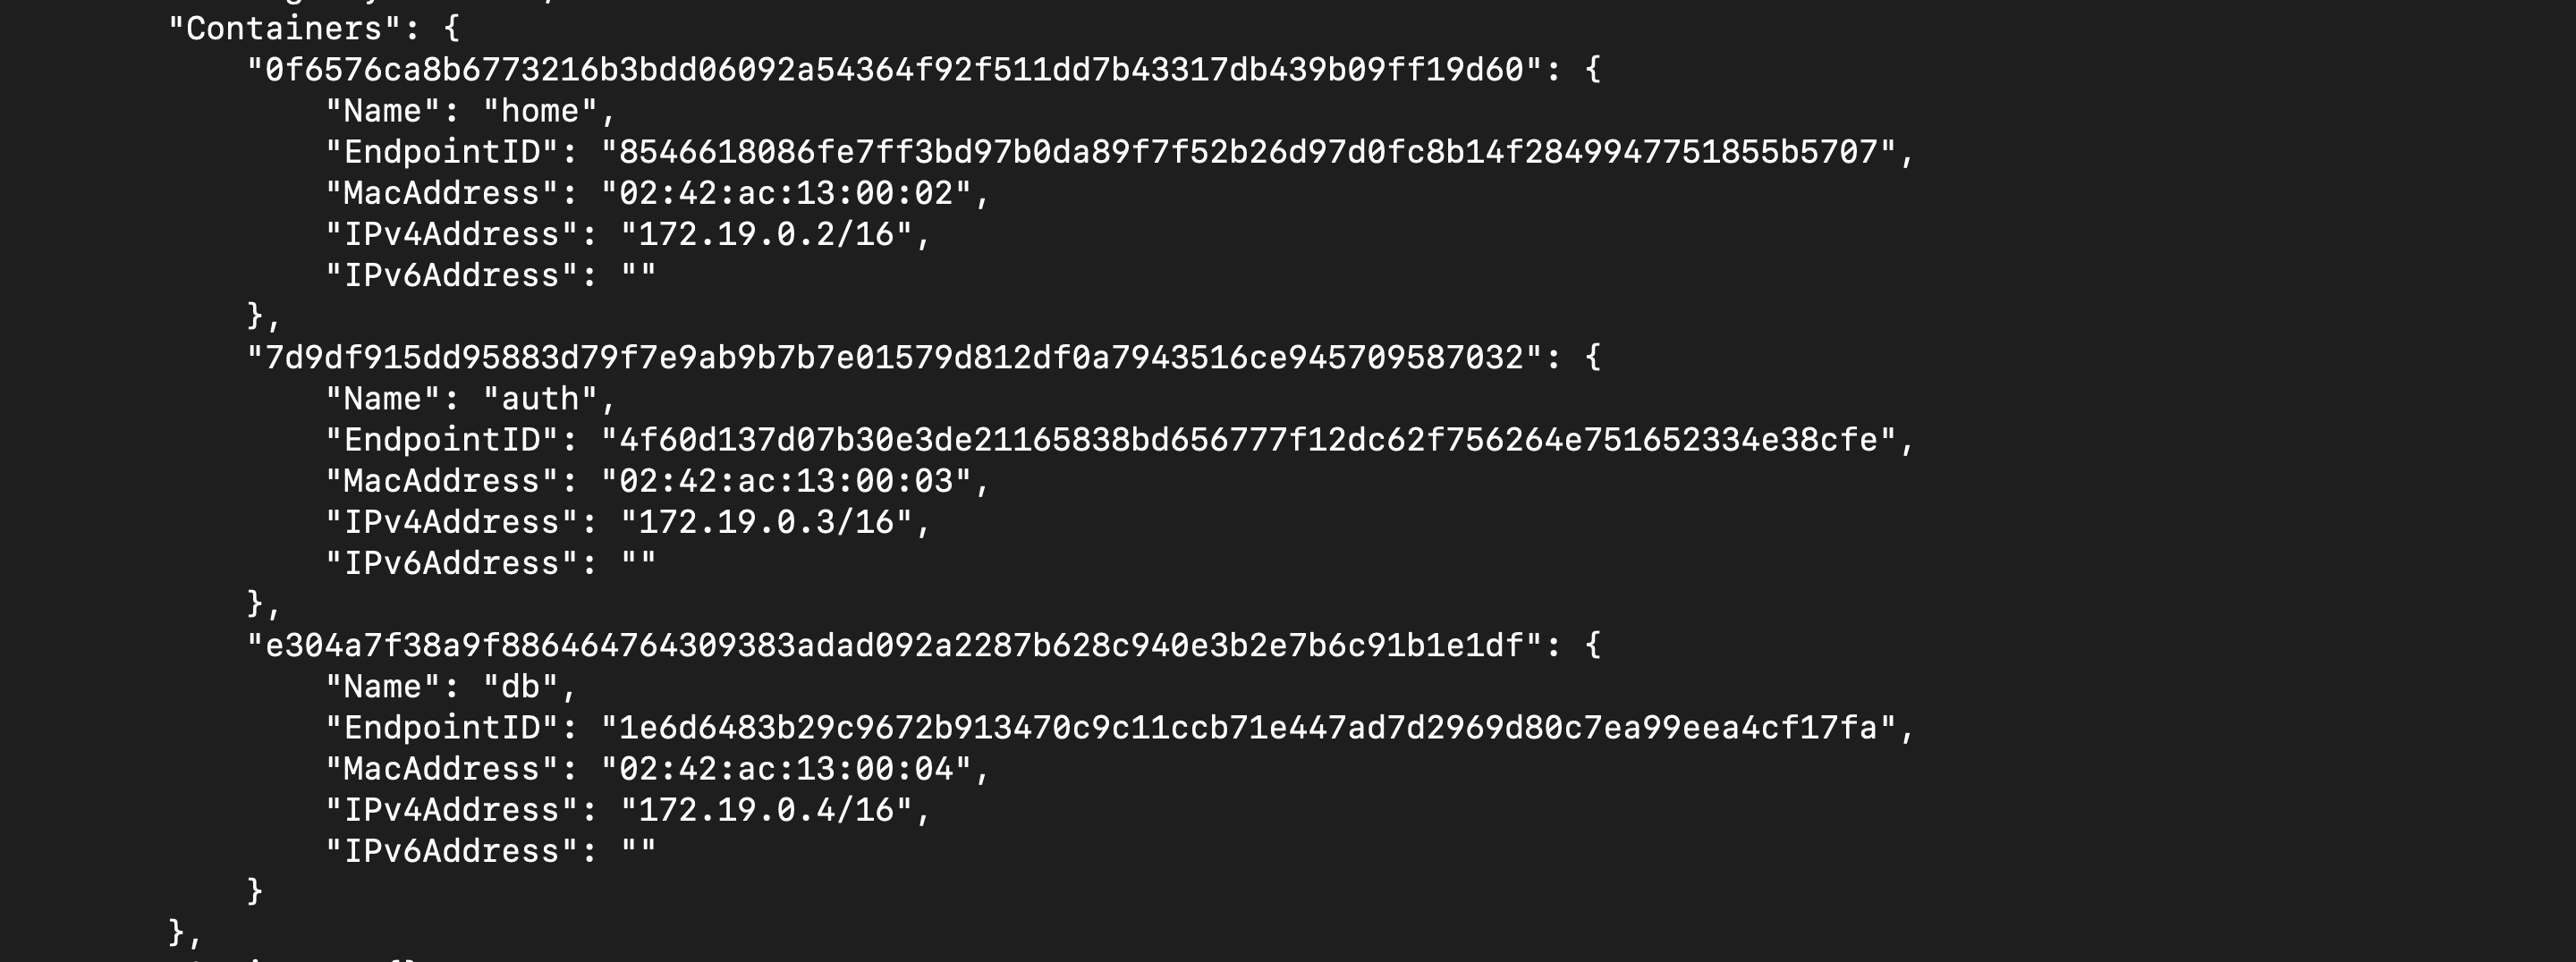 "Containers": {
"0f6576ca8b6773216b3bdd06092a54364f92f511dd7b43317db439b09ff19d60": {
"Name": "home",
"EndpointID": "8546618086fe7ff3bd97b0da89f7f52b26d97d0fc8b14f2849947751855b5707",
"MacAddress": "02:42:ac:13:00:02",
"IPv4Address": "172.19.0.2/16",
"IPv6Address": ""
},
"7d9df915dd95883d79f7e9ab9b7b7e01579d812df0a7943516ce945709587032": {
"Name": "auth",
"EndpointID": "4f60d137d07b30e3de21165838bd656777f12dc62f756264e751652334e38cfe",
"MacAddress": "02:42:ac:13:00:03",
"IPv4Address": "172.19.0.3/16",
"IPv6Address": ""
},
"e304a7f38a9f886464764309383adad092a2287b628c940e3b2e7b6c91b1e1df": {
"Name": "db",
"EndpointID": "1e6d6483b29c9672b913470c9c11ccb71e447ad7d2969d80c7ea99eea4cf17fa",
"MacAddress": "02:42:ac:13:00:04",
"IPv4Address": "172.19.0.4/16",
"IPv6Address": ""
}
},